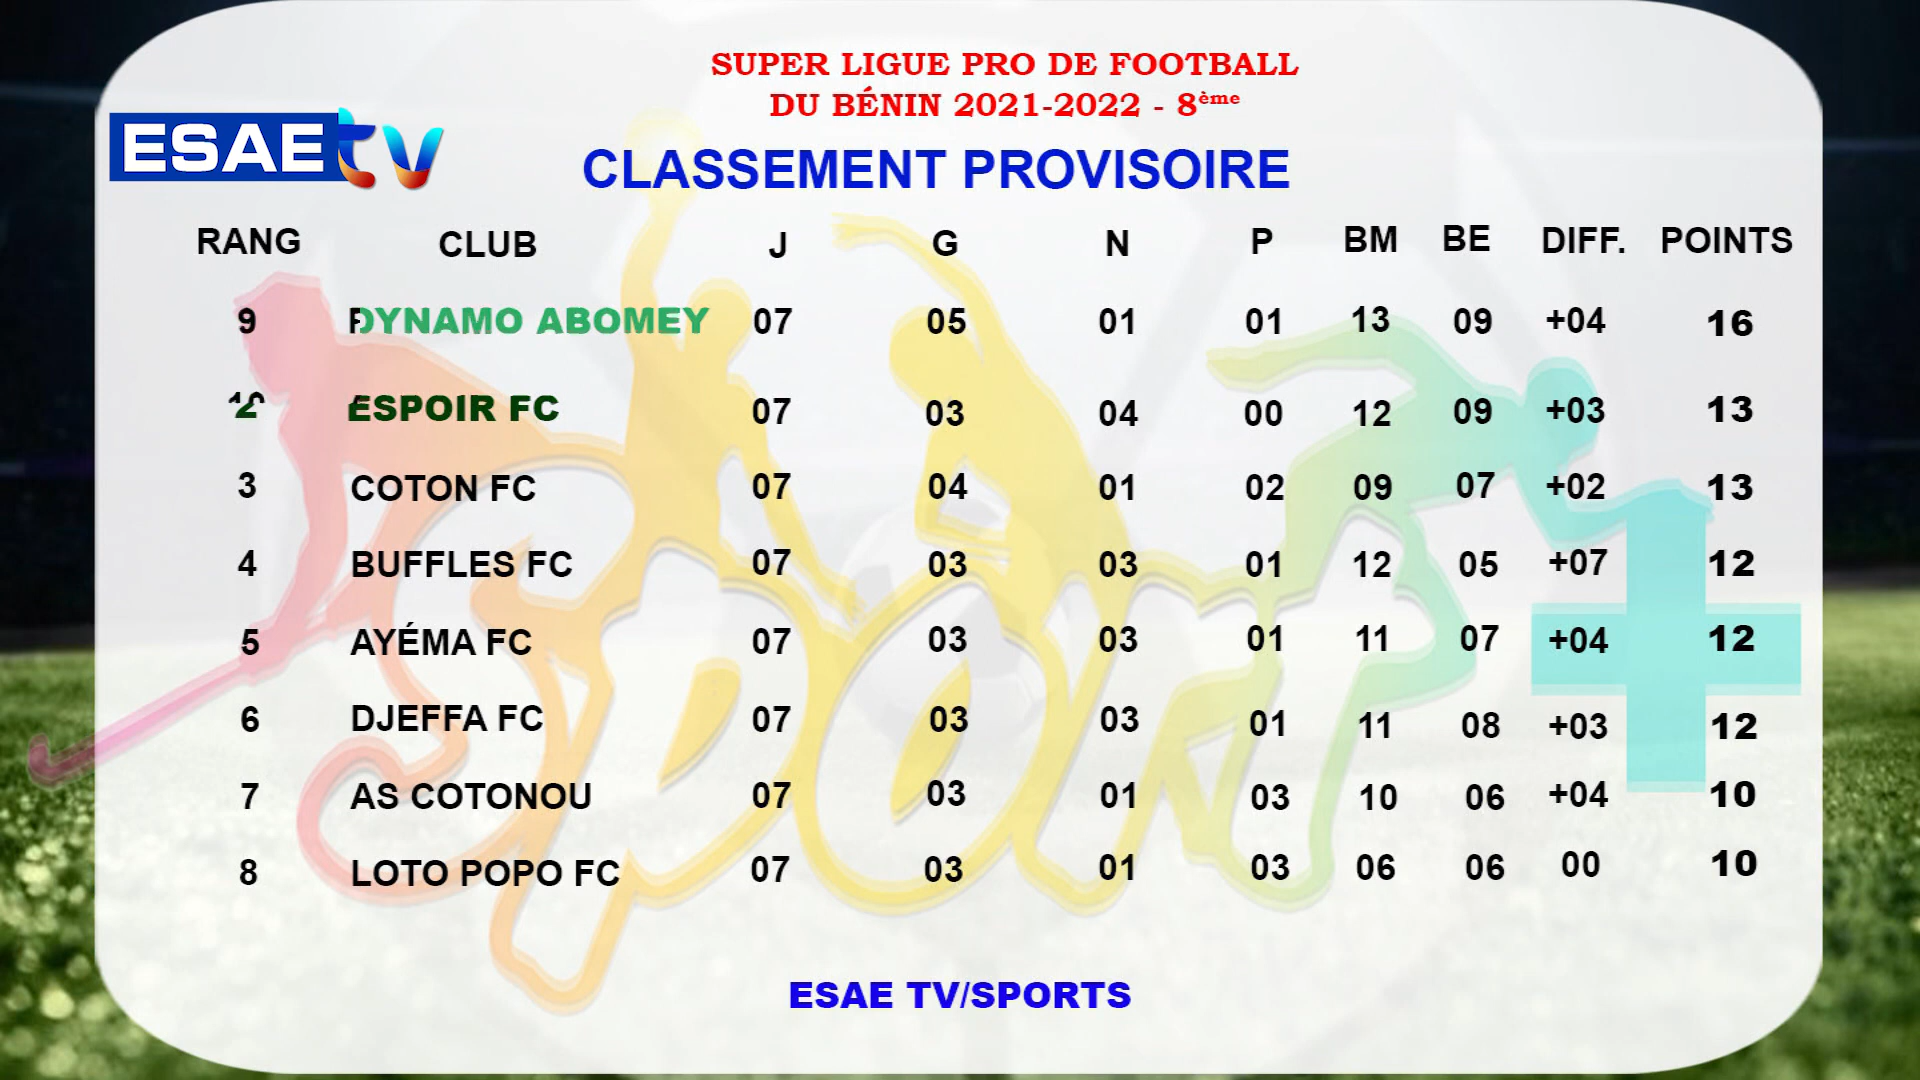 SUPER LIGUE PRO DE FOOTBALL
DU BÉNIN 2021-2022 - 8ème
ESAE tv
CLASSEMENT PROVISOIRE
RANG CLUB J G N P BM BE DIFF. POINTS
9 DYNAMO ABOMEY 07 05 01 01 13 09 +04 16
ESPOIR FC 07 03 04 00 12 09 +03 13
3 COTON FC 07 04 01 02 09 07 +02 13
4 BUFFLES FC 07 03 03 01 12 05 +07 12
5 AYÉMA FC 07 03 03 01 11 07 +04 12
6 DJEFFA FC 07 03 03 01 11 08 +03 12
7 AS COTONOU 07 03 01 03 10 06 +04 10
8 LOTO POPO FC 07 03 01 03 06 06 00 10
SPORT+
ESAE TV/SPORTS